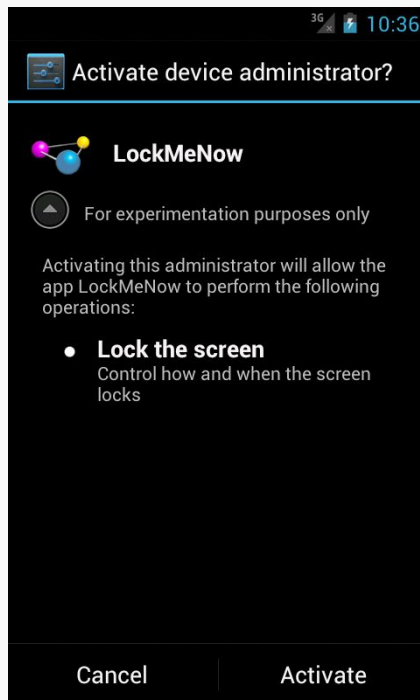 3G 10:36
Activate device administrator?
LockMeNow
For experimentation purposes only
Activating this administrator will allow the
app LockMeNow to perform the following
operations:
Lock the screen
Control how and when the screen
locks
Cancel Activate